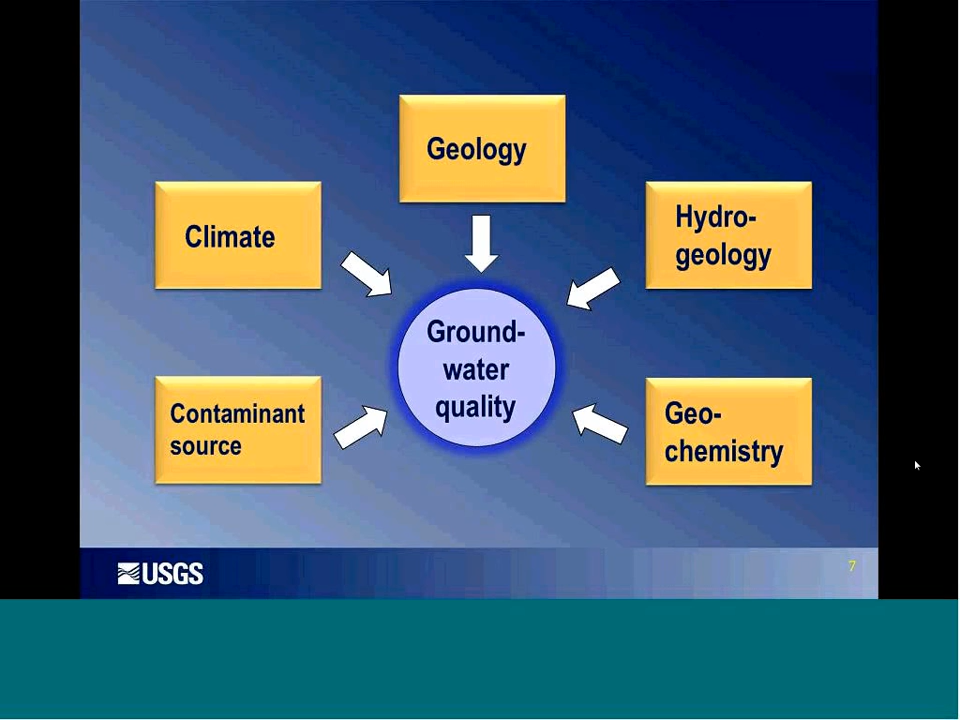 Geology
Climate
Hydro-
geology
Ground-
water
quality
Contaminant
source
Geo-
chemistry
USGS
7